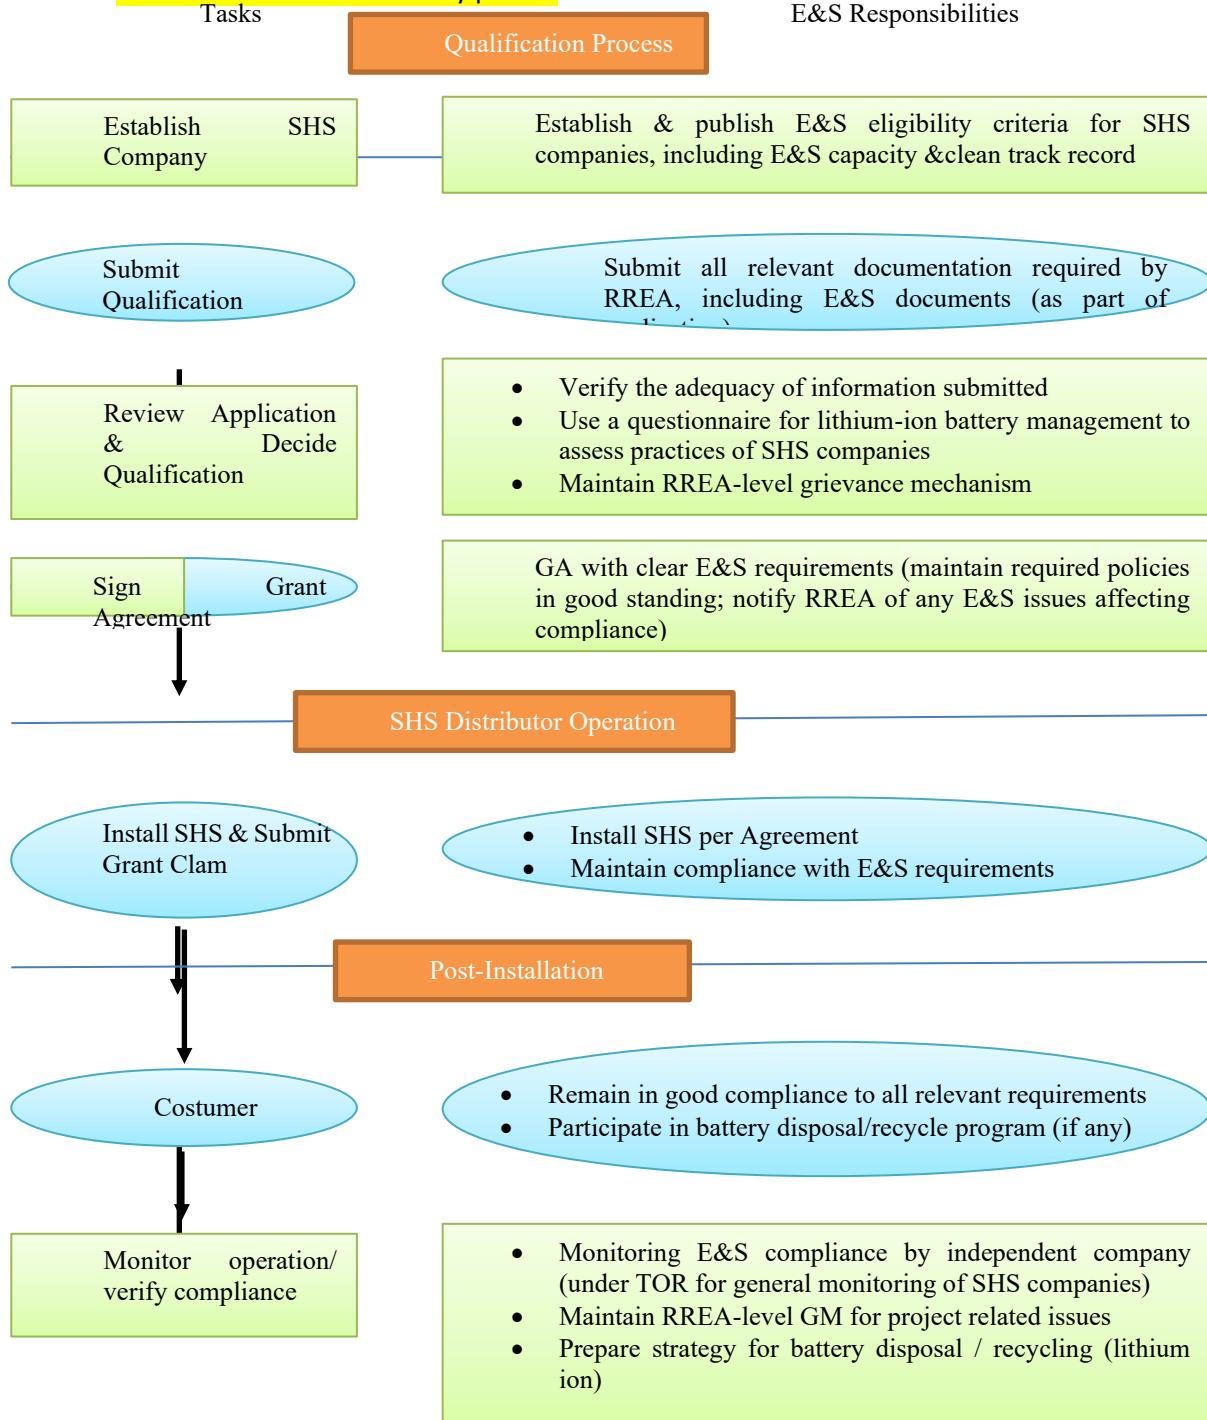 Tasks
E&S Responsibilities
Qualification Process
Establish SHS
Company
Establish & publish E&S eligibility criteria for SHS
companies, including E&S capacity &clean track record
Submit
Qualification
Submit all relevant documentation required by
RREA, including E&S documents (as part of
Review Application
& Decide
Qualification
• Verify the adequacy of information submitted
• Use a questionnaire for lithium-ion battery management to
assess practices of SHS companies
• Maintain RREA-level grievance mechanism
Sign Grant
Agreement
GA with clear E&S requirements (maintain required policies
in good standing; notify RREA of any E&S issues affecting
compliance)
SHS Distributor Operation
Install SHS & Submit
Grant Clam
• Install SHS per Agreement
• Maintain compliance with E&S requirements
Post-Installation
Costumer
• Remain in good compliance to all relevant requirements
• Participate in battery disposal/recycle program (if any)
Monitor operation/
verify compliance
• Monitoring E&S compliance by independent company
(under TOR for general monitoring of SHS companies)
• Maintain RREA-level GM for project related issues
• Prepare strategy for battery disposal / recycling (lithium
ion)